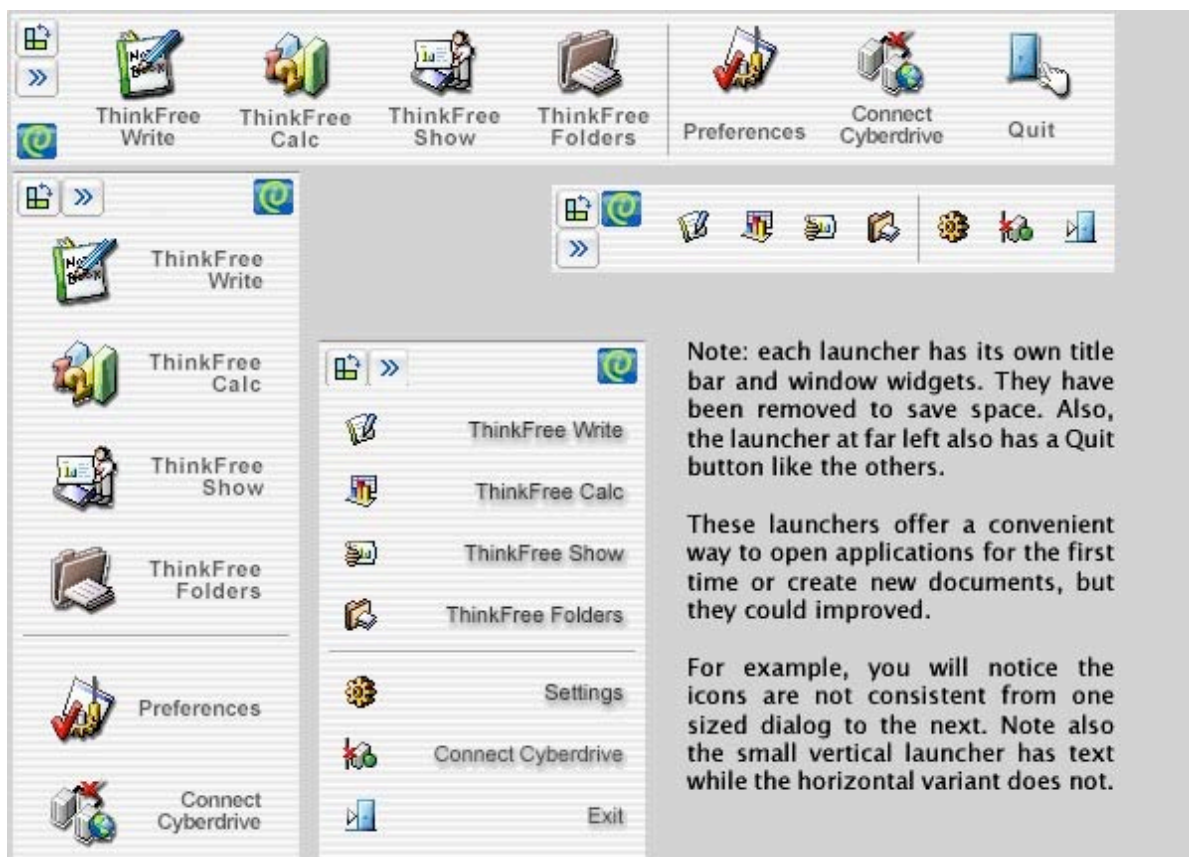 ThinkFree
Write
ThinkFree
Calc
ThinkFree
Show
ThinkFree
Folders
Preferences
Connect
Cyberdrive
Quit
ThinkFree
Write
ThinkFree
Calc
ThinkFree
Show
ThinkFree
Folders
Preferences
Connect
Cyberdrive
ThinkFree Write
ThinkFree Calc
ThinkFree Show
ThinkFree Folders
Settings
Connect Cyberdrive
Exit
Note: each launcher has its own title
bar and window widgets. They have
been removed to save space. Also,
the launcher at far left also has a Quit
button like the others.
These launchers offer a convenient
way to open applications for the first
time or create new documents, but
they could improved.
For example, you will notice the
icons are not consistent from one
sized dialog to the next. Note also
the small vertical launcher has text
while the horizontal variant does not.